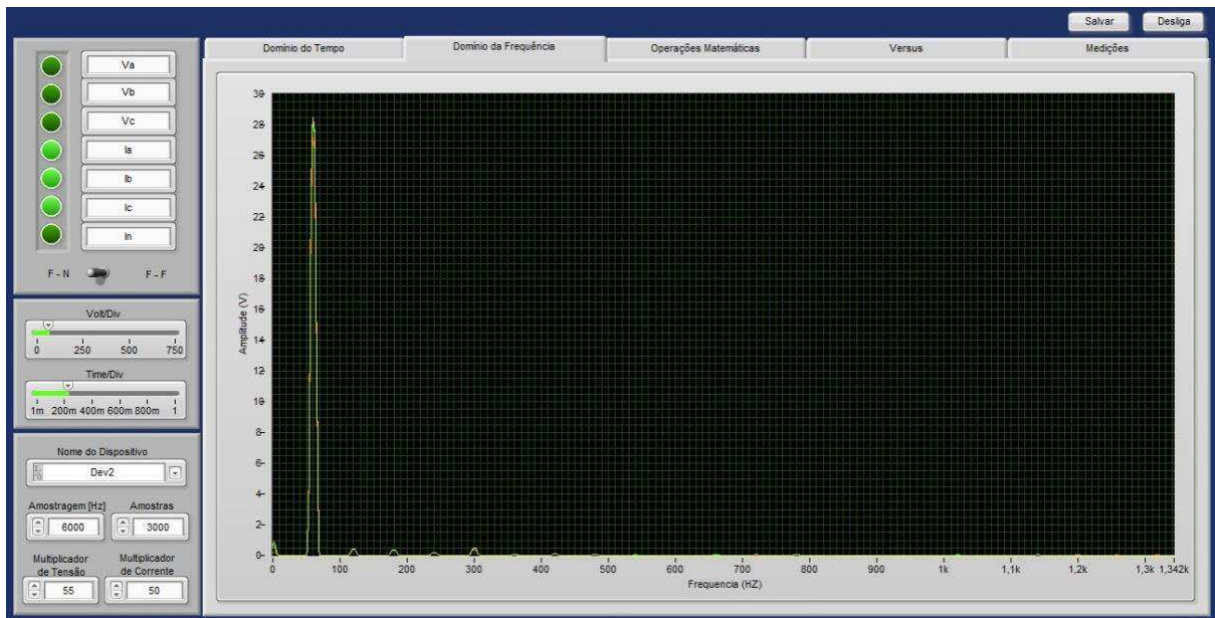 Salvar Desliga
Domínio do Tempo Domínio da Frequência Operações Matemáticas Versus Medições
Va
Vb
Vc
Ia
Ib
Ic
In
F - N F - F
Volt/Div
0 250 500 750
Time/Div
1m 200m 400m 600m 800m 1
Nome do Dispositivo
Dev2
Amostragem [Hz] Amostras
6000 3000
Multiplicador de Tensão
Multiplicador de Corrente
55 50
Amplitude (V)
30
28
26
24
22
20
18
16
14
12
10
8
6
4
2
0
0 100 200 300 400 500 600 700 800 900 1k 1,1k 1,2k 1,3k 1,342k
Frequencia (HZ)